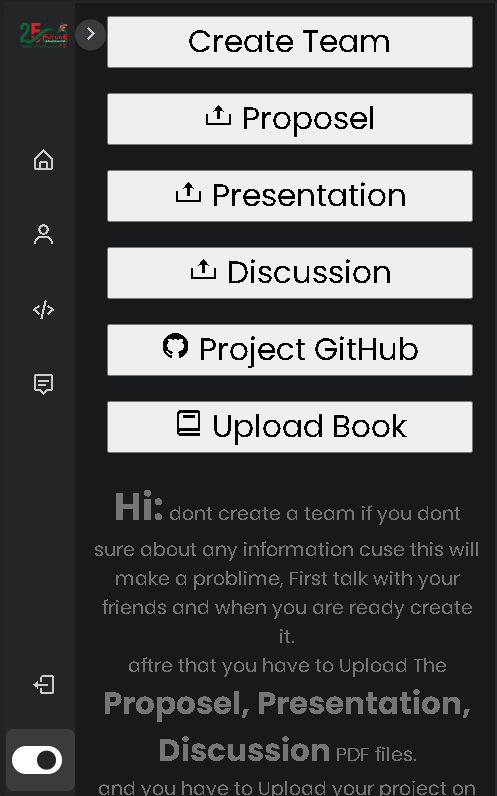 Create Team
Proposel
Presentation
Discussion
Project GitHub
Upload Book
Hi: dont create a team if you dont
sure about any information cuse this will
make a problime, First talk with your
friends and when you are ready create
it.
aftre that you have to Upload The
Proposel, Presentation,
Discussion PDF files.
and you have to Upload your project on